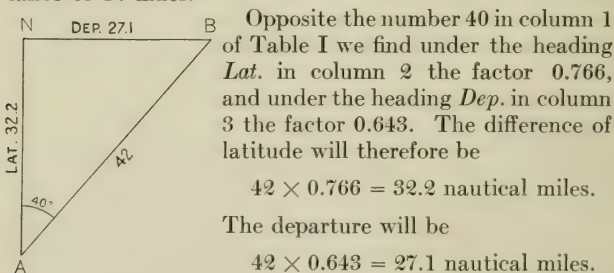 N DEP. 27.1 B
LAT. 32.2
42
40°
A
Opposite the number 40 in column 1
of Table I we find under the heading
Lat. in column 2 the factor 0.766,
and under the heading Dep. in column
3 the factor 0.643. The difference of
latitude will therefore be
42 × 0.766 = 32.2 nautical miles.
The departure will be
42 × 0.643 = 27.1 nautical miles.